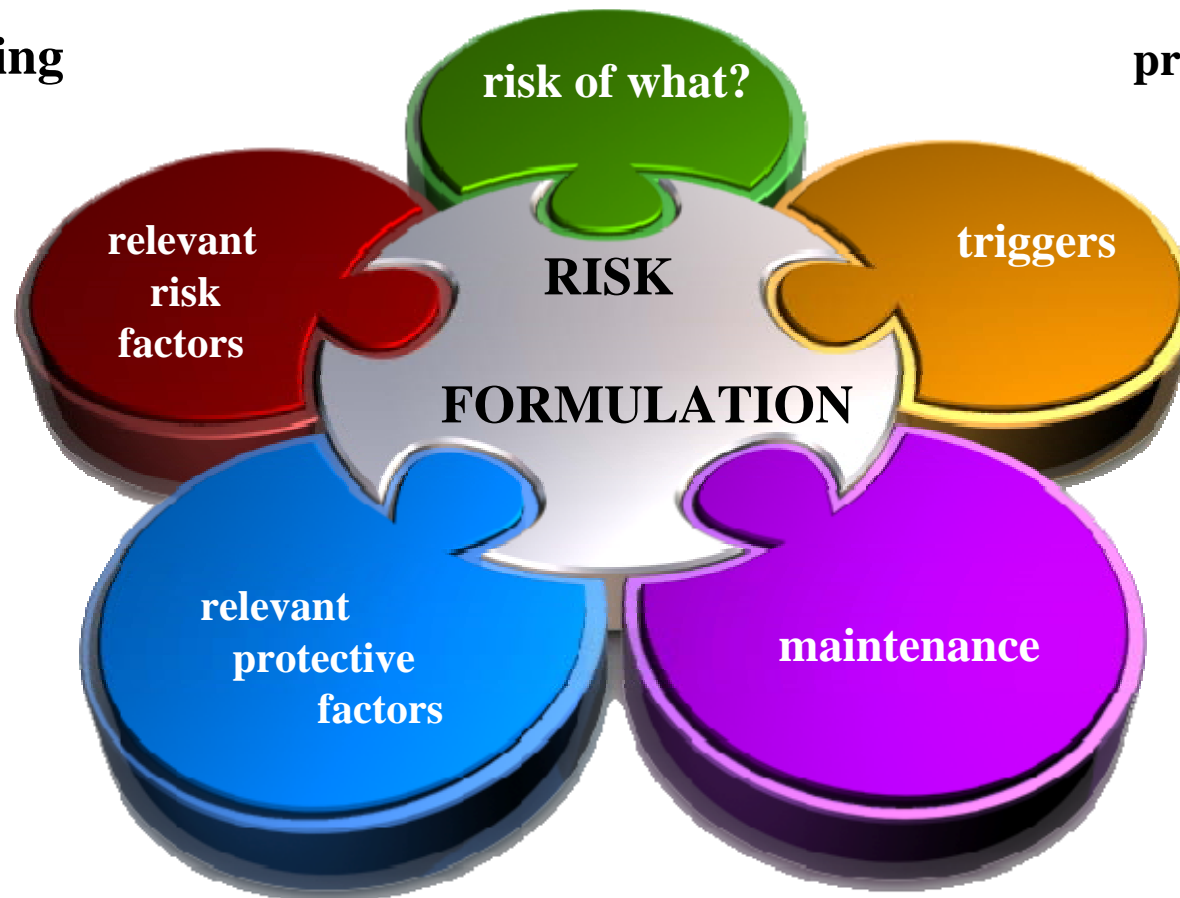 ing
pr
risk of what?
relevant
risk
factors
triggers
RISK
FORMULATION
relevant
protective
factors
maintenance